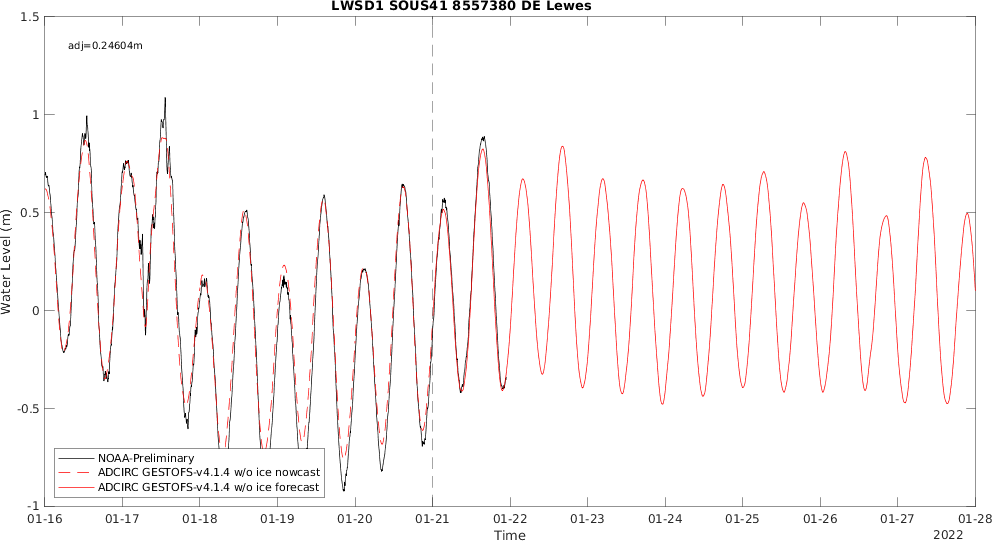 LWSD1 SOUS41 8557380 DE Lewes
1.5
adj=0.24604m
1
0.5
Water Level (m)
0
-0.5
NOAA-Preliminary
ADCIRC GESTOFS-v4.1.4 w/o ice nowcast
ADCIRC GESTOFS-v4.1.4 w/o ice forecast
-1
01-16 01-17 01-18 01-19 01-20 01-21 01-22 01-23 01-24 01-25 01-26 01-27 01-28
Time
2022